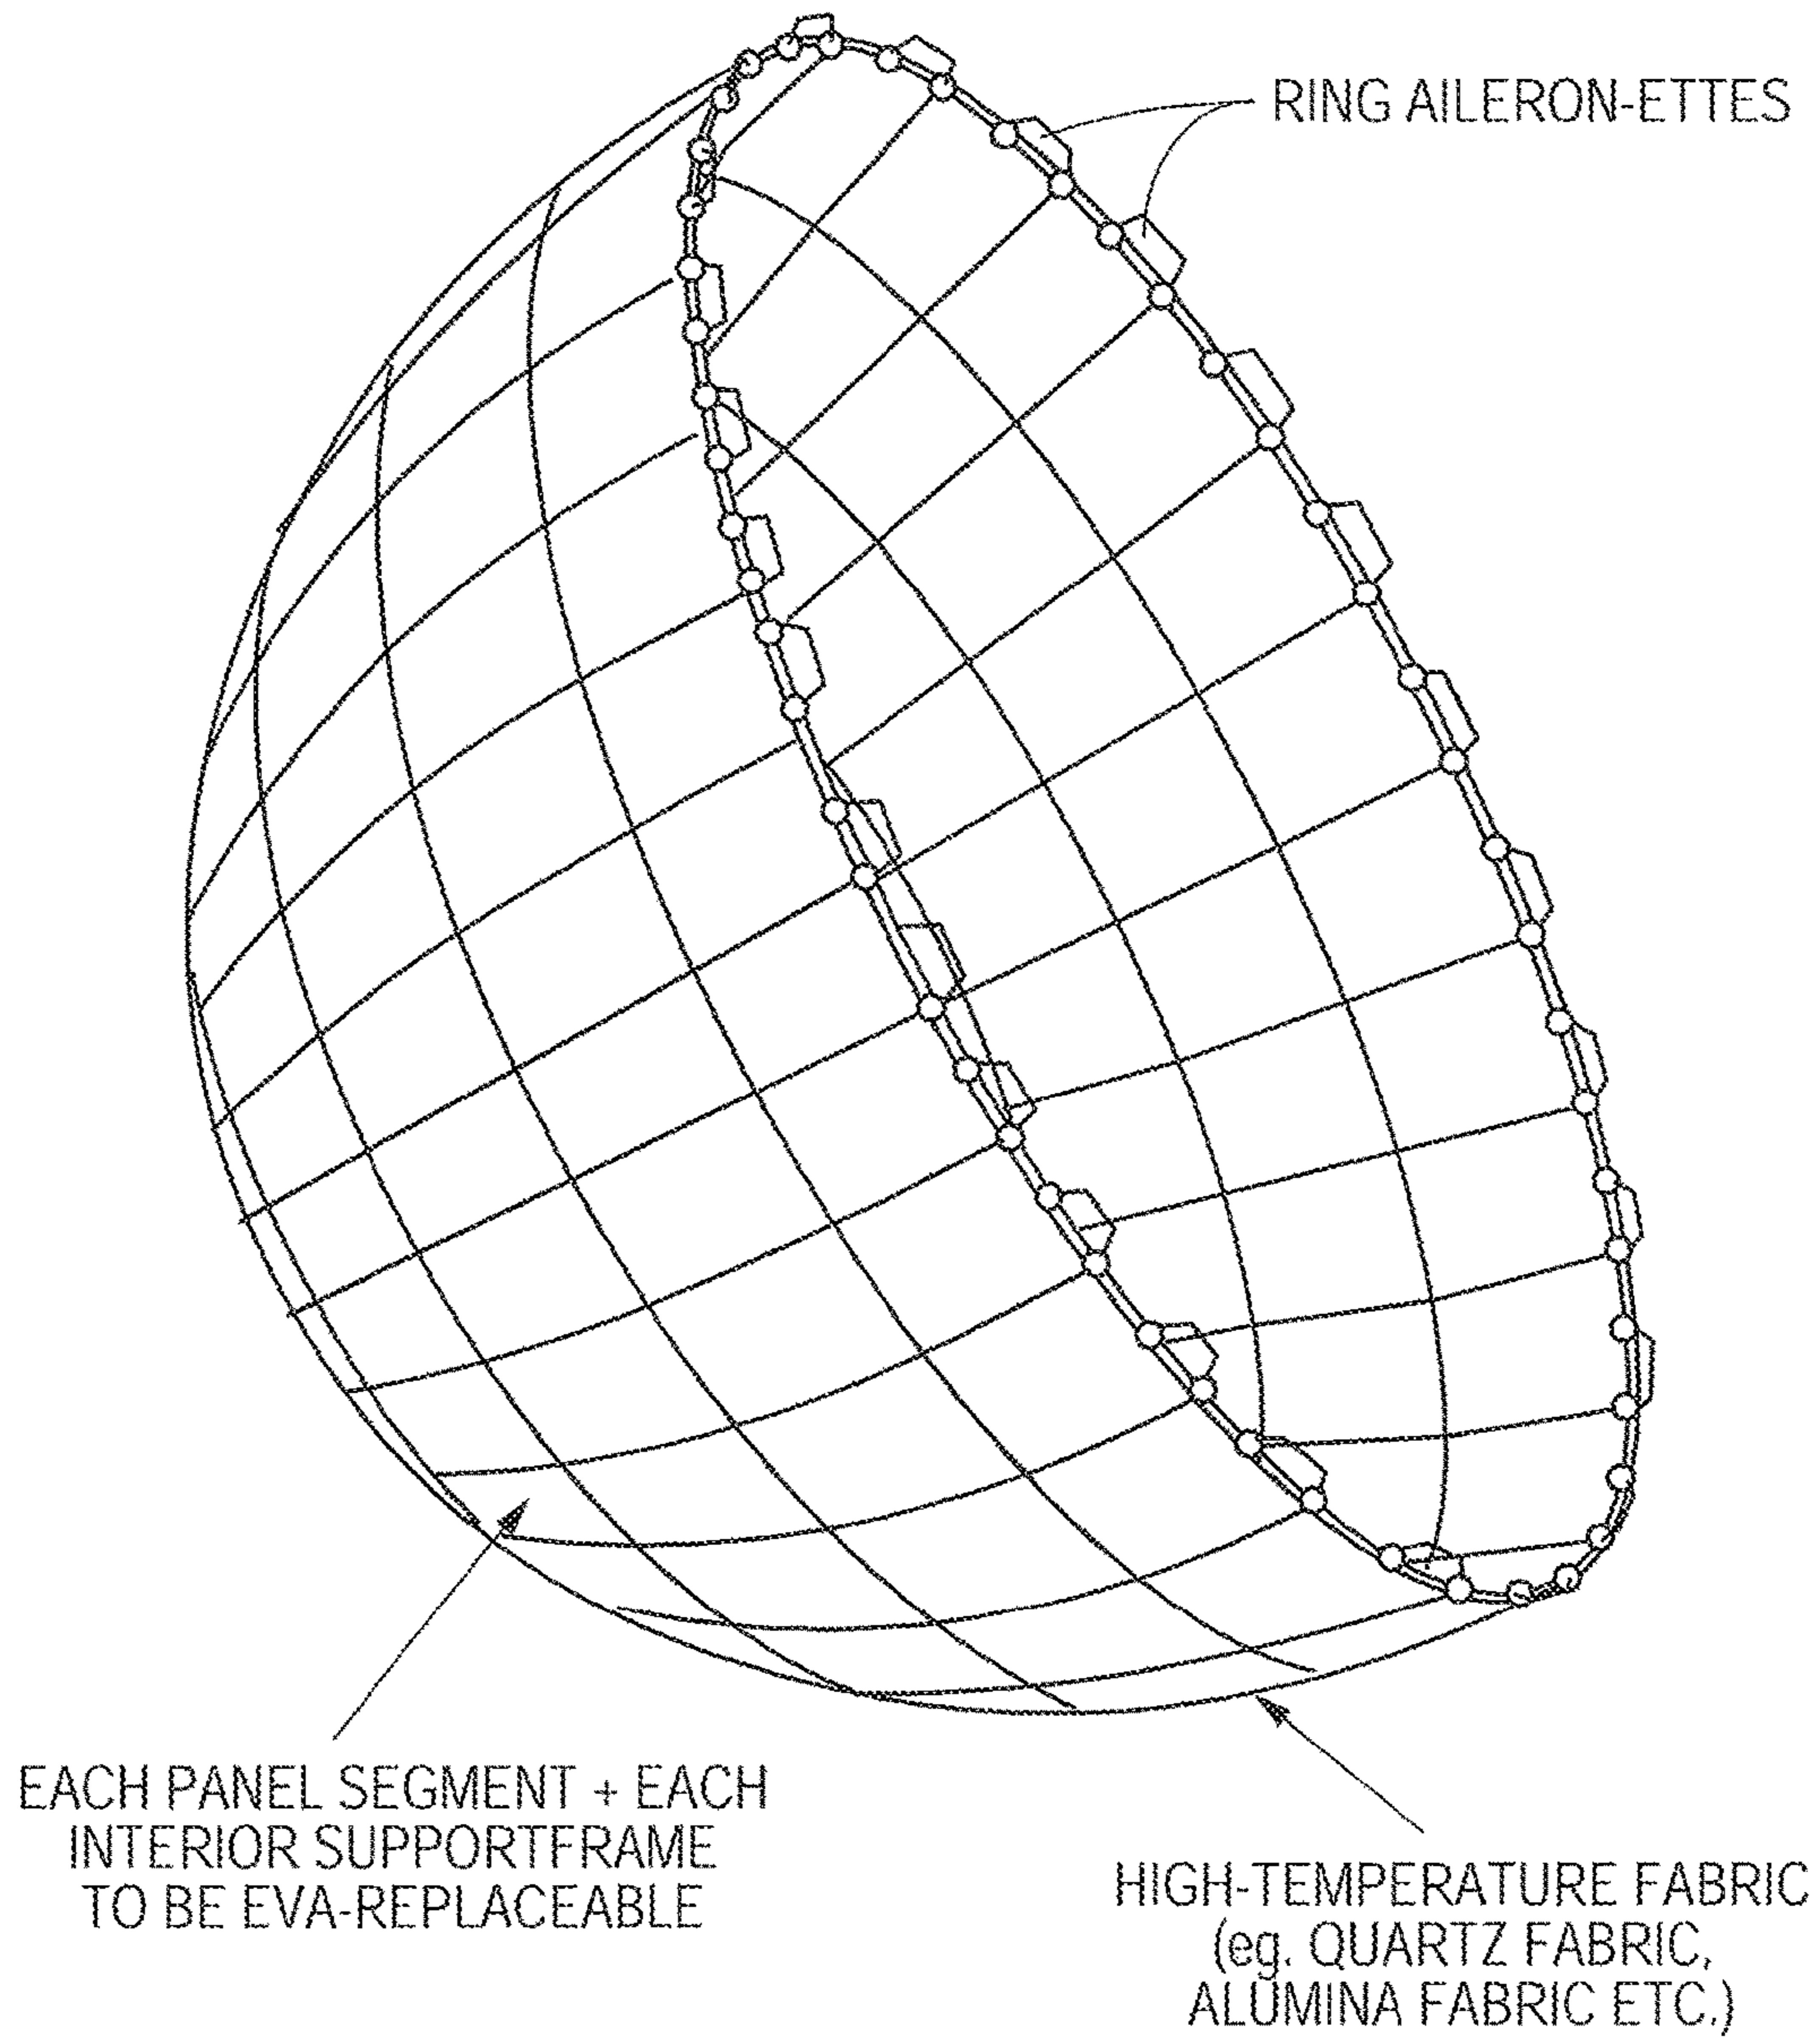 RING AILERON-ETTES
EACH PANEL SEGMENT + EACH
INTERIOR SUPPORTFRAME
TO BE EVA-REPLACEABLE
HIGH-TEMPERATURE FABRIC
(eg. QUARTZ FABRIC,
ALUMINA FABRIC ETC.)